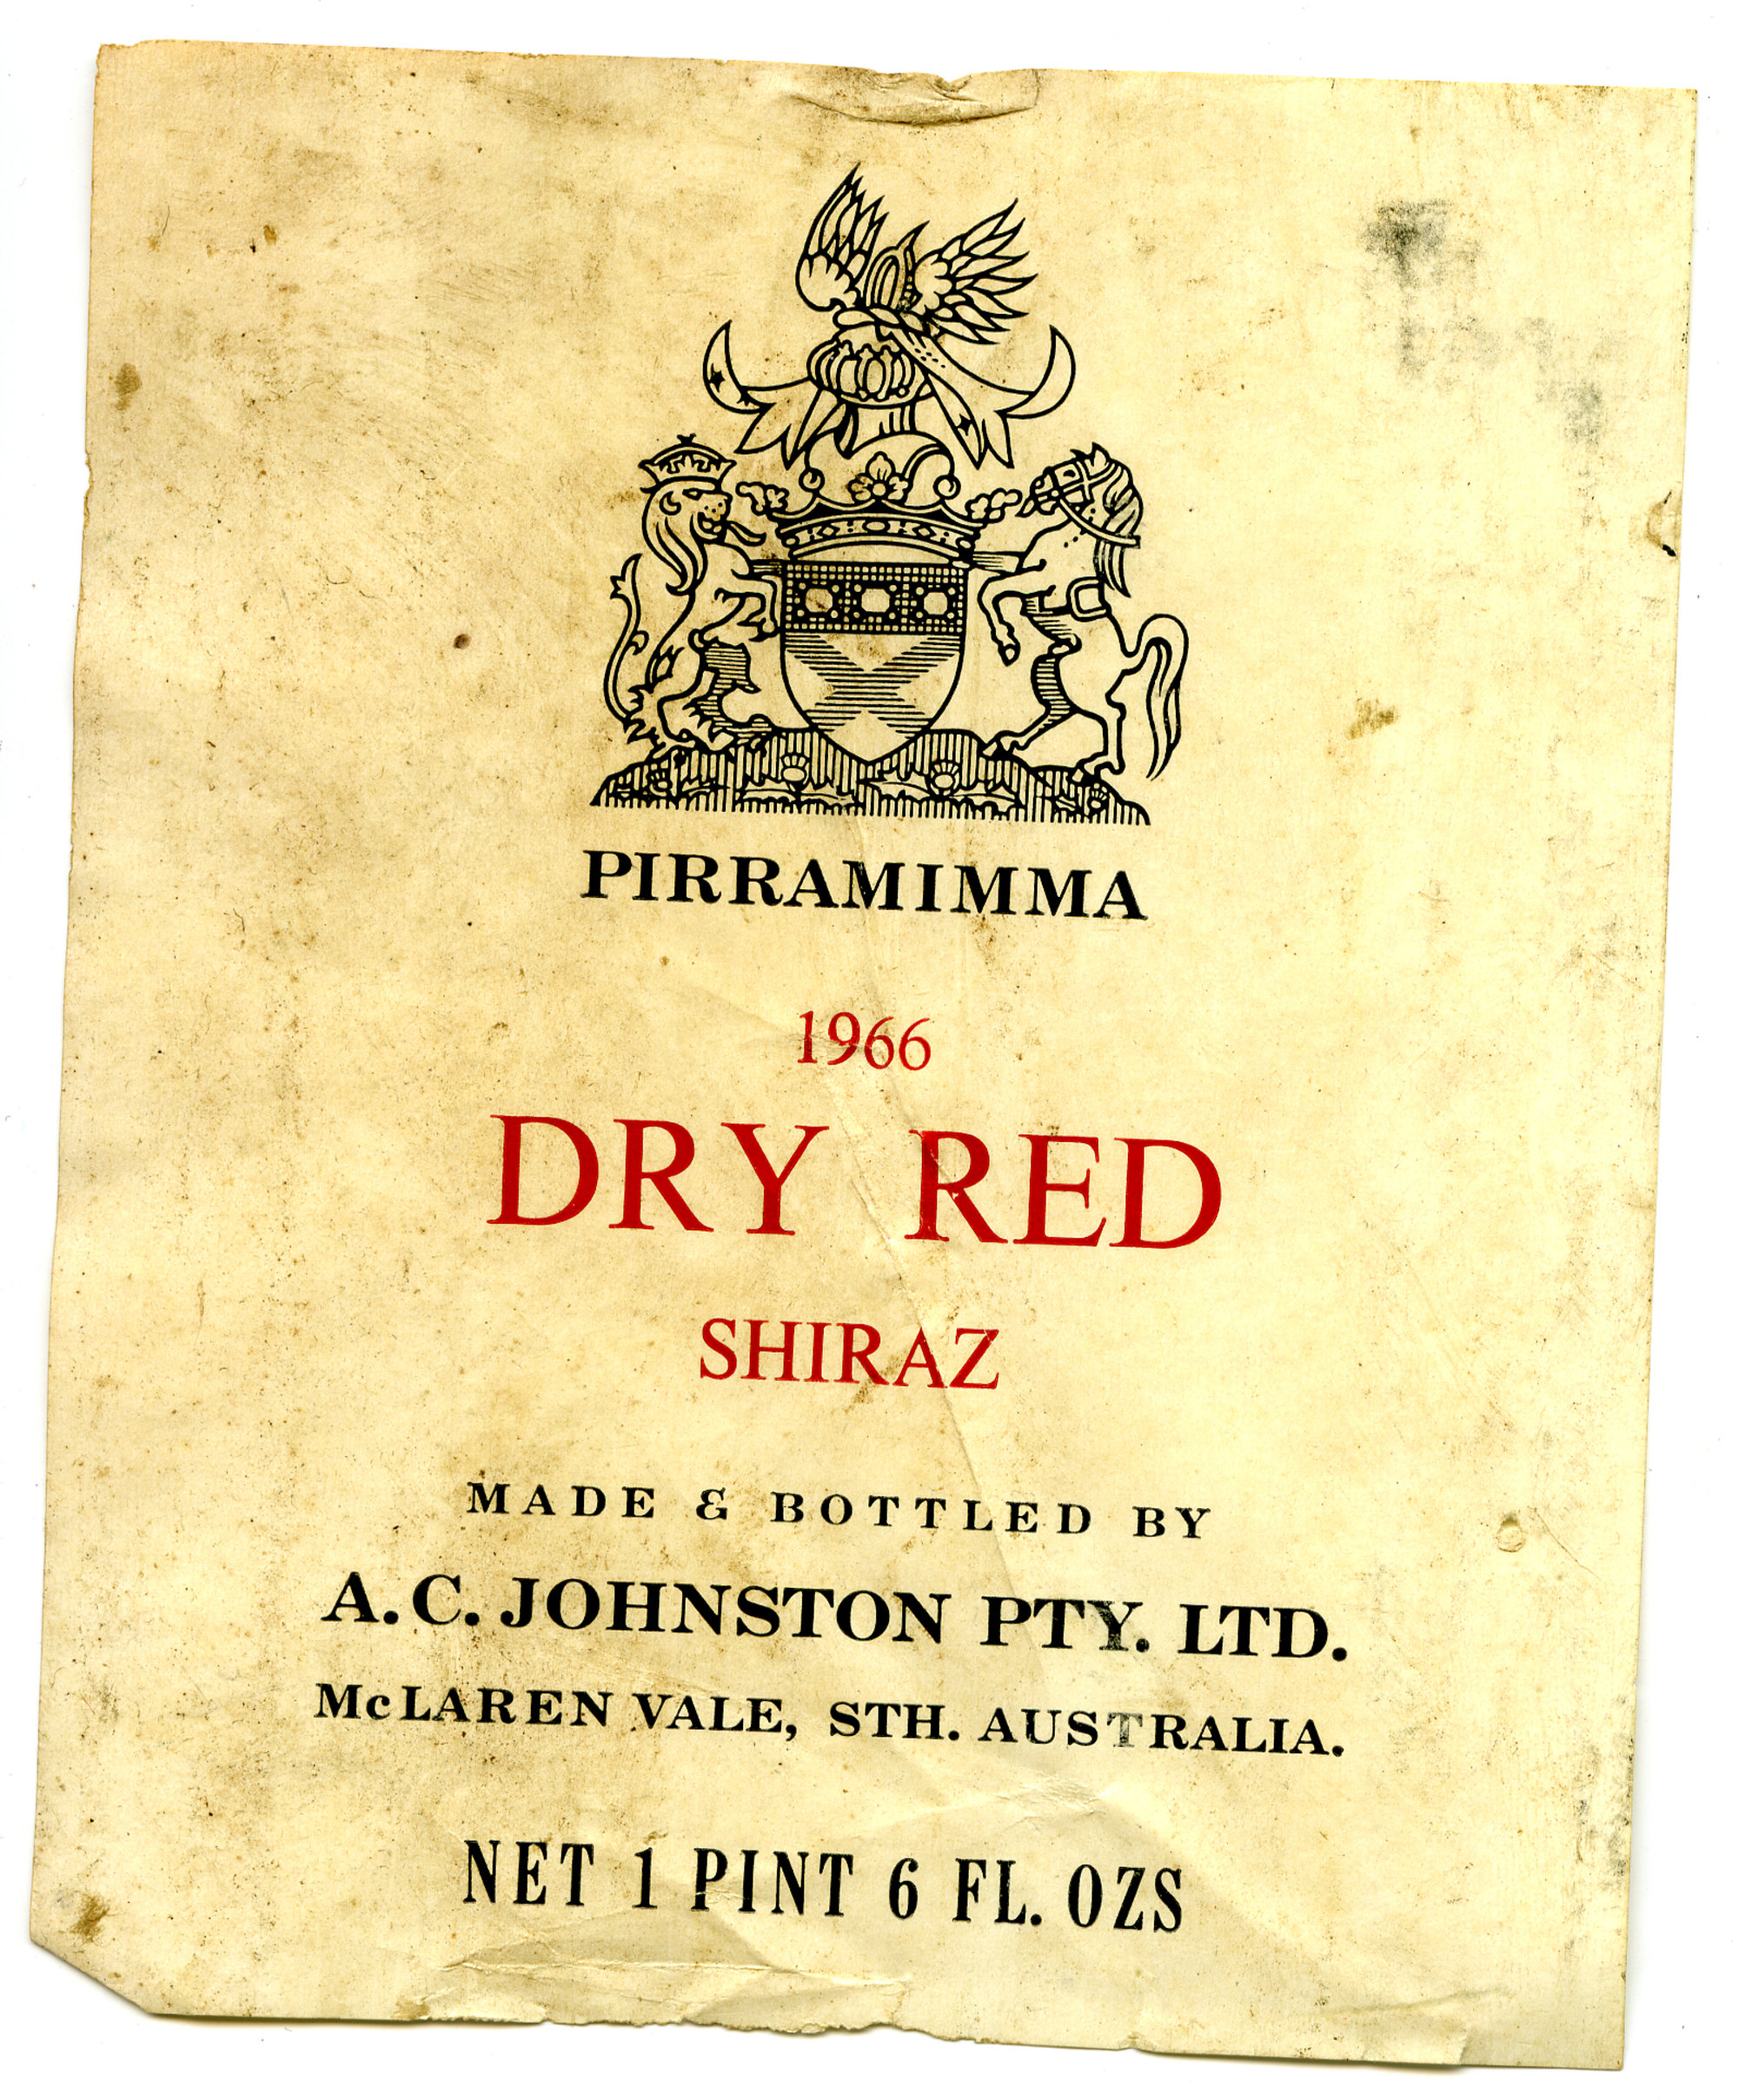 PIRRAMIMMA
1966
DRY RED
SHIRAZ
MADE & BOTTLED BY
A.C. JOHNSTON PTY. LTD.
McLAREN VALE, STH. AUSTRALIA.
NET 1 PINT 6 FL. OZS